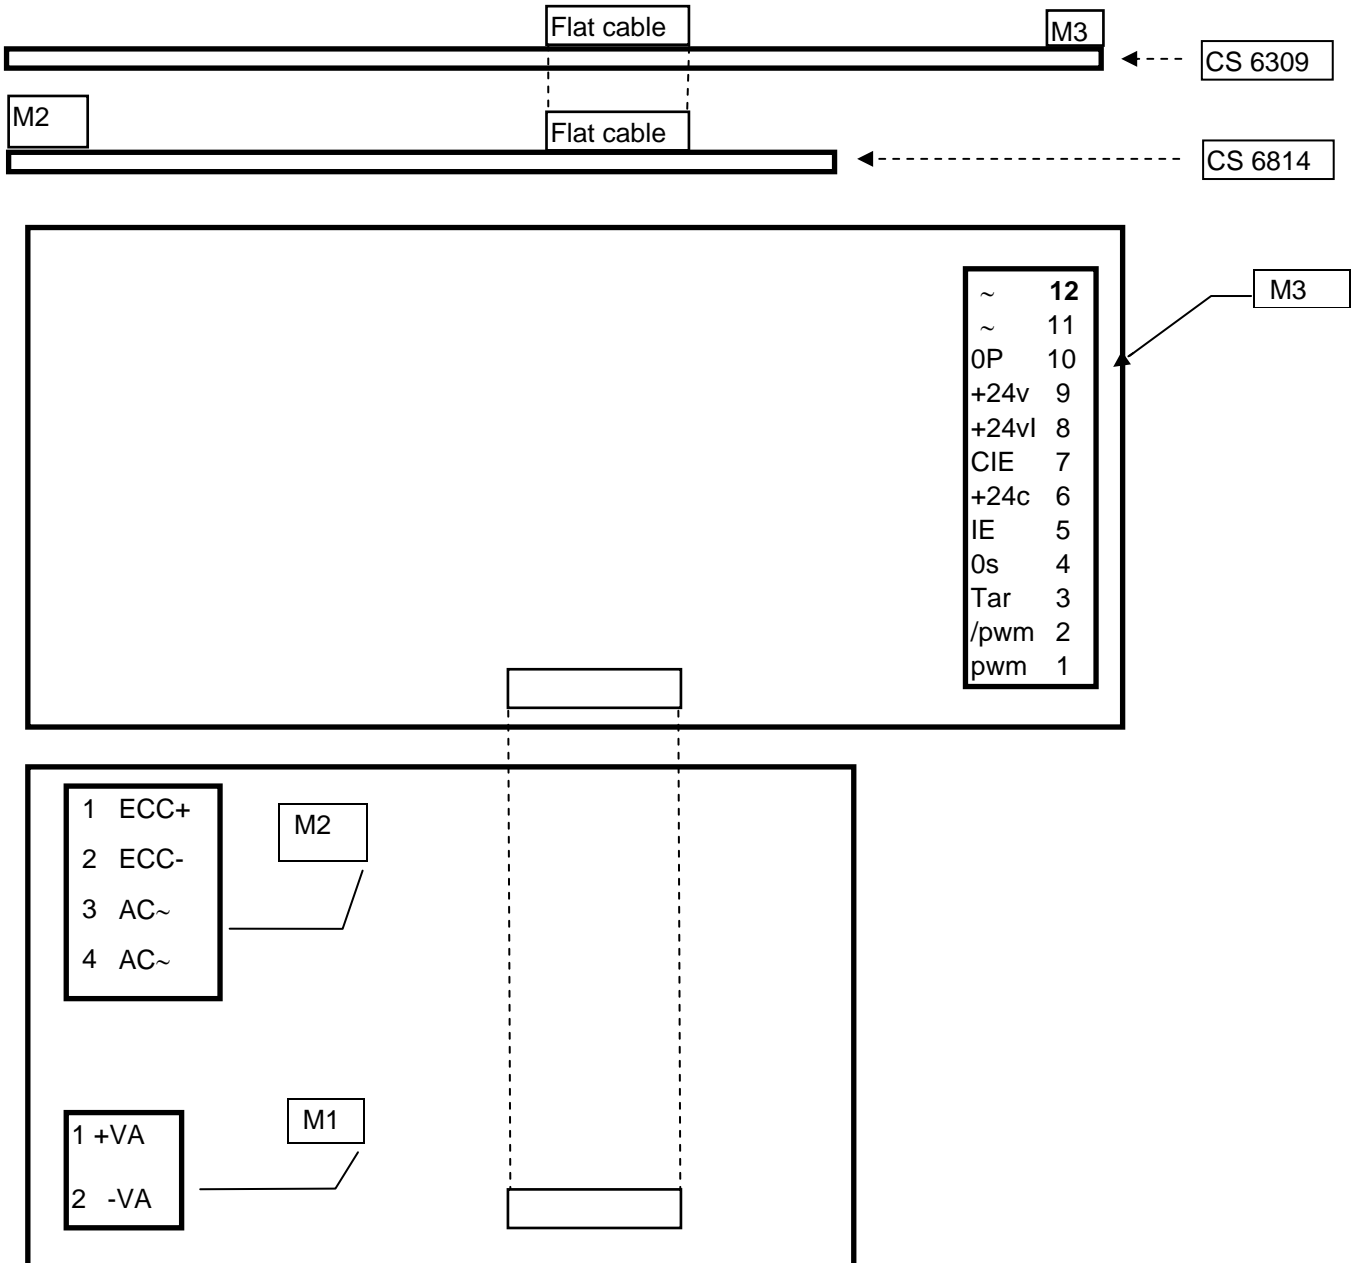 Flat cable
M3
CS 6309
M2
Flat cable
CS 6814
~ 12
~ 11
0P 10
+24v 9
+24vI 8
CIE 7
+24c 6
IE 5
0s 4
Tar 3
/pwm 2
pwm 1
M3
1 ECC+
2 ECC-
3 AC~
4 AC~
M2
1 +VA
2 -VA
M1